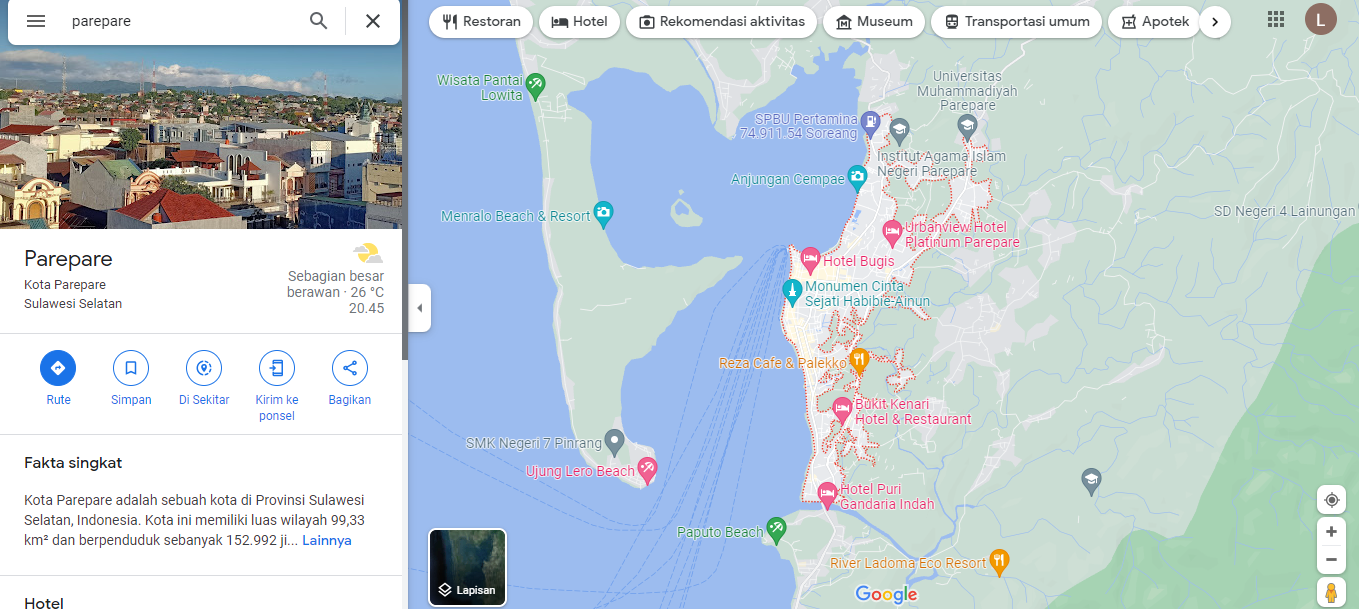 parepare
Restoran
Hotel
Rekomendasi aktivitas
Museum
Transportasi umum
Apotek
L
Parepare
Kota Parepare
Sulawesi Selatan
Sebagian besar
berawan · 26 °C
20.45
Rute
Simpan
Di Sekitar
Kirim ke
ponsel
Bagikan
Fakta singkat
Kota Parepare adalah sebuah kota di Provinsi Sulawesi
Selatan, Indonesia. Kota ini memiliki luas wilayah 99,33
km² dan berpenduduk sebanyak 152.992 ji... Lainnya
Hotel
Wisata Pantai
Lowita
Universitas
Muhammadiyah
Parepare
SPBU Pertamina
74.911.54 Soreang
Institut Agama Islam
Negeri Parepare
Anjungan Cempae
Menralo Beach & Resort
SD Negeri 4 Lainungan
Urbanview Hotel
Platinum Parepare
Hotel Bugis
Monumen Cinta
Sejati Habibie Ainun
Reza Cafe & Palekko
Bukit Kenari
Hotel & Restaurant
SMK Negeri 7 Pinrang
Ujung Lero Beach
Hotel Puri
Gandaria Indah
Paputo Beach
River Ladoma Eco Resort
Lapisan
Google